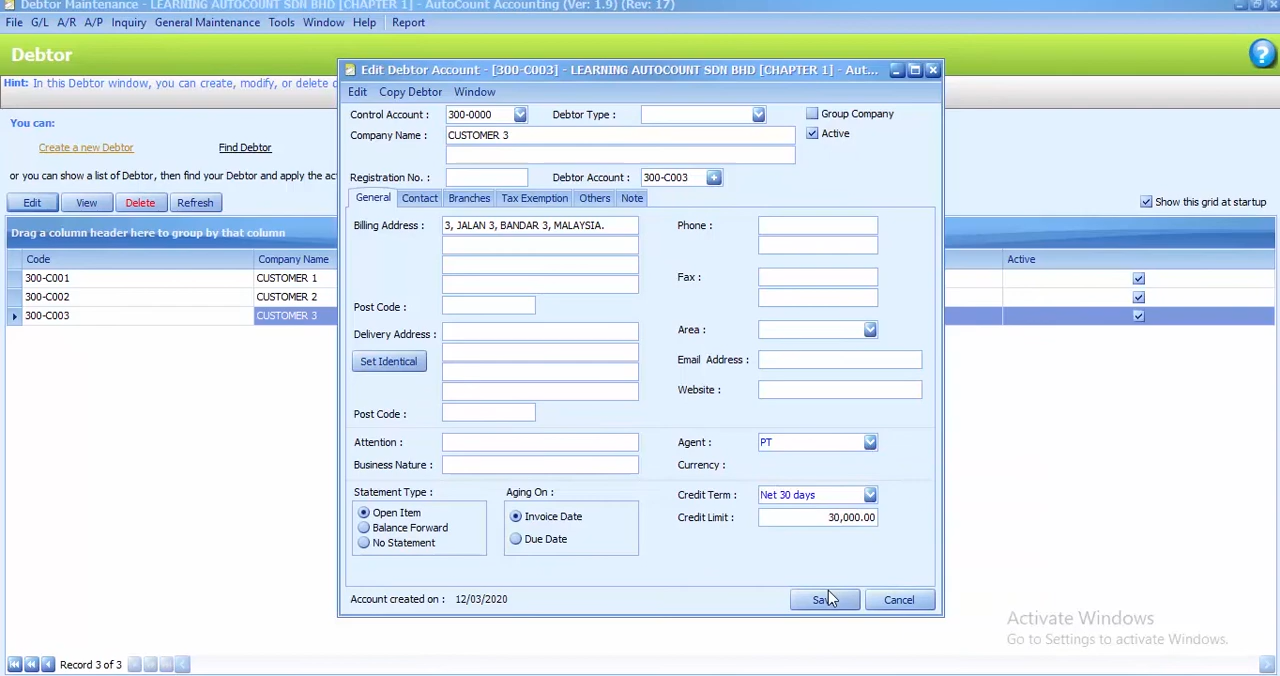 Debtor Maintenance - LEARNING AUTOCOUNT SDN BHD [CHAPTER 1] - AutoCount Accounting (Ver: 1.9) (Rev: 17)
File G/L A/R A/P Inquiry General Maintenance Tools Window Help Report
Debtor
Hint: In this Debtor window, you can create, modify, or delete d
You can:
Create a new Debtor Find Debtor
or you can show a list of Debtor, then find your Debtor and apply the ac
Edit View Delete Refresh
Show this grid at startup
Drag a column header here to group by that column
Code Company Name Active
300-C001 CUSTOMER 1
300-C002 CUSTOMER 2
300-C003 CUSTOMER 3
Record 3 of 3
Edit Debtor Account - [300-C003] - LEARNING AUTOCOUNT SDN BHD [CHAPTER 1] - Aut...
Edit Copy Debtor Window
Control Account : 300-0000 Debtor Type : Group Company
Company Name : CUSTOMER 3 Active
Registration No. : Debtor Account : 300-C003
General Contact Branches Tax Exemption Others Note
Billing Address : 3, JALAN 3, BANDAR 3, MALAYSIA. Phone :
Fax :
Post Code :
Delivery Address : Area :
Set Identical Email Address :
Website :
Post Code :
Attention : Agent : PT
Business Nature : Currency :
Statement Type : Aging On : Credit Term : Net 30 days
Open Item Invoice Date Credit Limit : 30,000.00
Balance Forward
Due Date
No Statement
Account created on : 12/03/2020 Cancel
Activate Windows
Go to Settings to activate Windows.